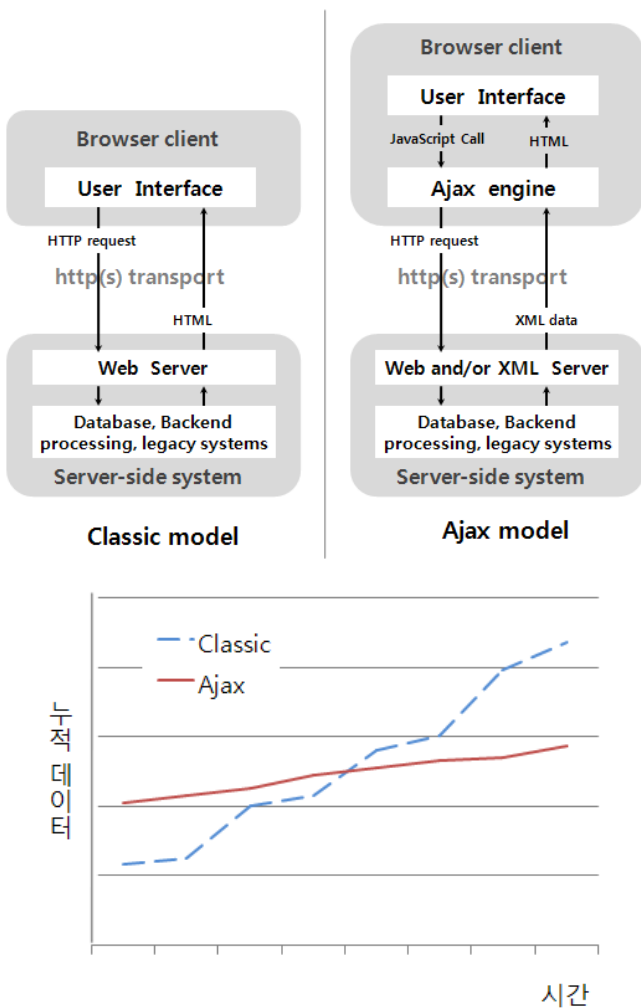 Browser client
User Interface
HTTP request
http(s) transport
HTML
Web Server
Database, Backend
processing, legacy systems
Server-side system
Classic model
Browser client
User Interface
JavaScript Call
HTML
Ajax engine
HTTP request
http(s) transport
XML data
Web and/or XML Server
Database, Backend
processing, legacy systems
Server-side system
Ajax model
Classic
Ajax
누적 데이터
시간